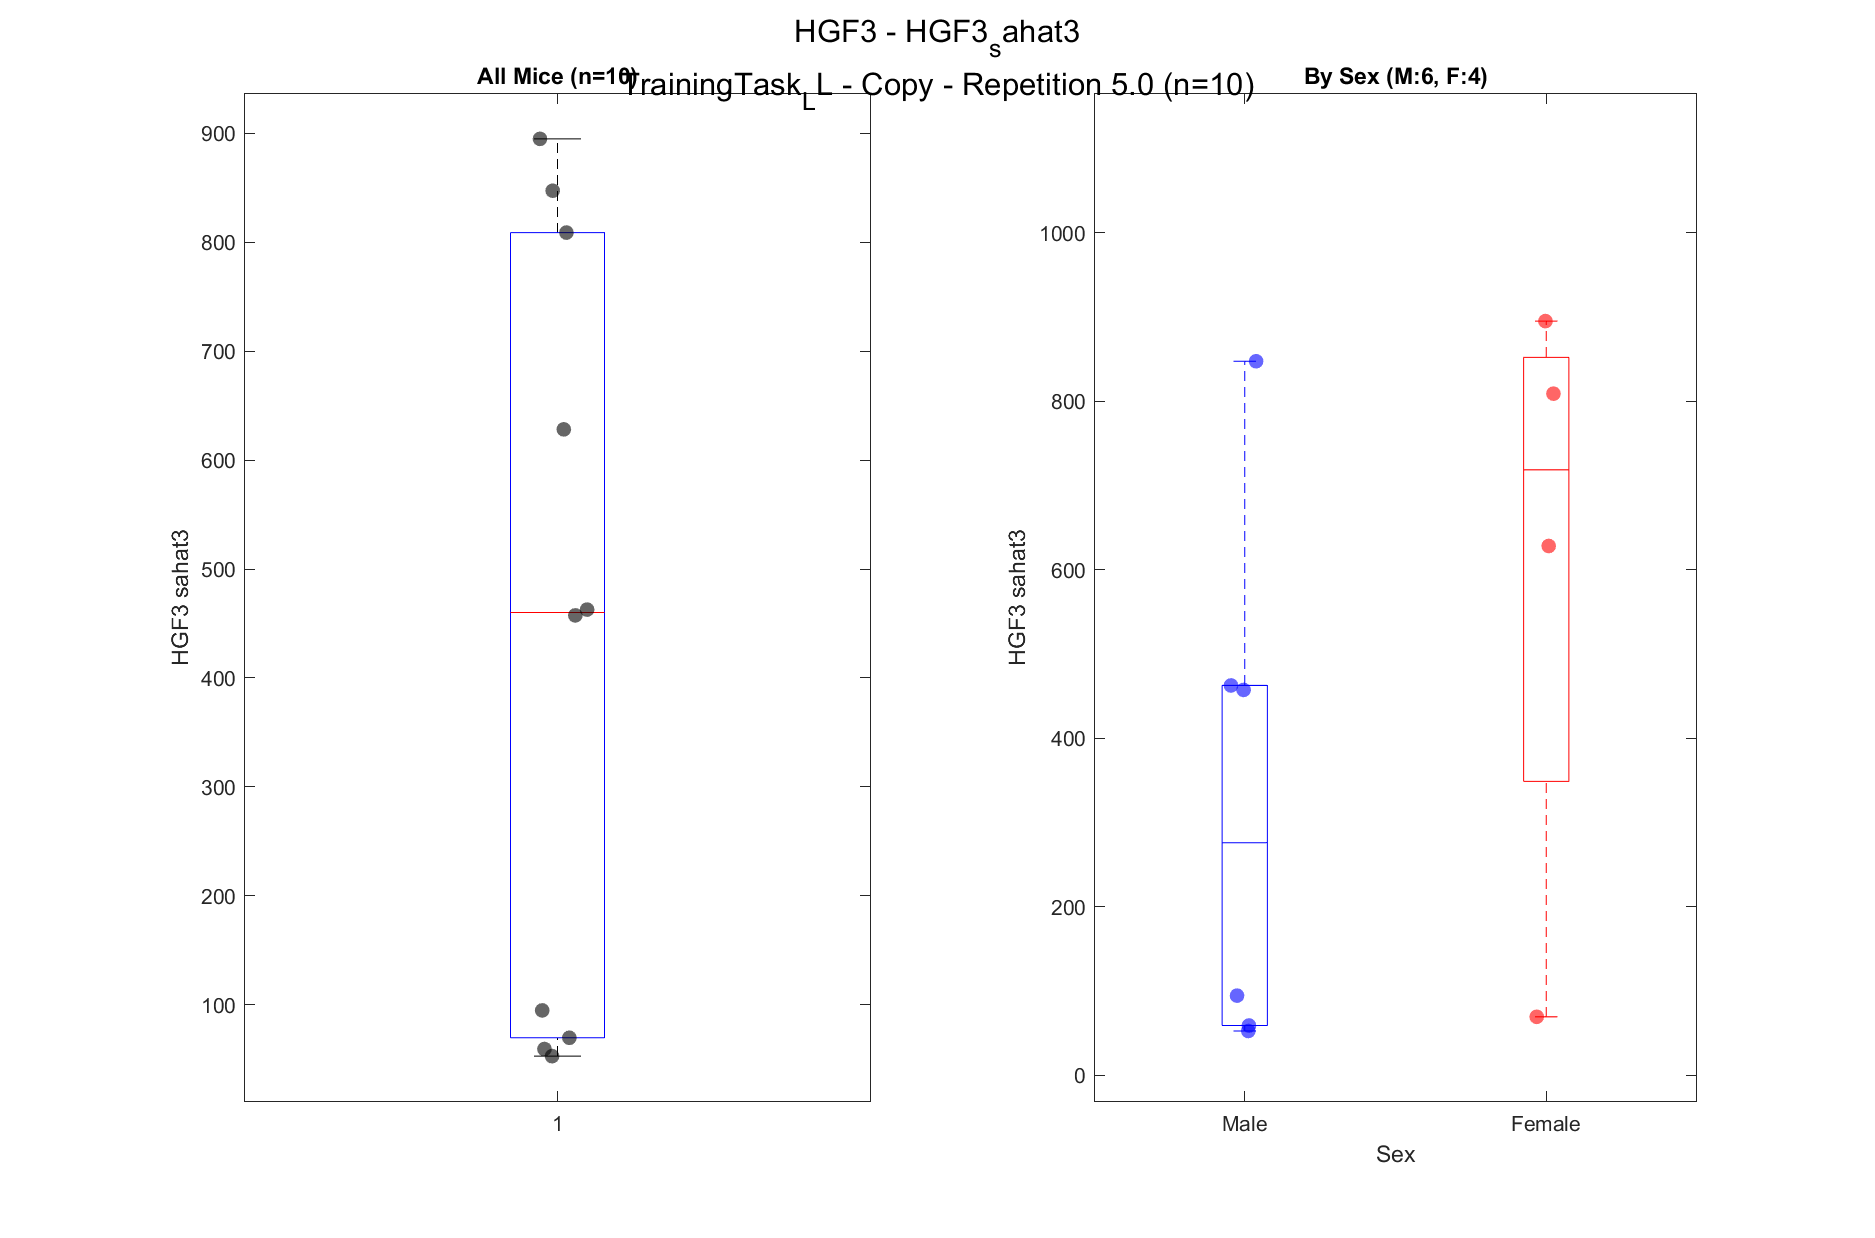 HGF3 - HGF3sahat3
TrainingTaskLL - Copy - Repetition 5.0 (n=10)
All Mice (n=10)
By Sex (M:6, F:4)
HGF3 sahat3
900
800
700
600
500
400
300
200
100
1
HGF3 sahat3
1000
800
600
400
200
0
Male
Female
Sex